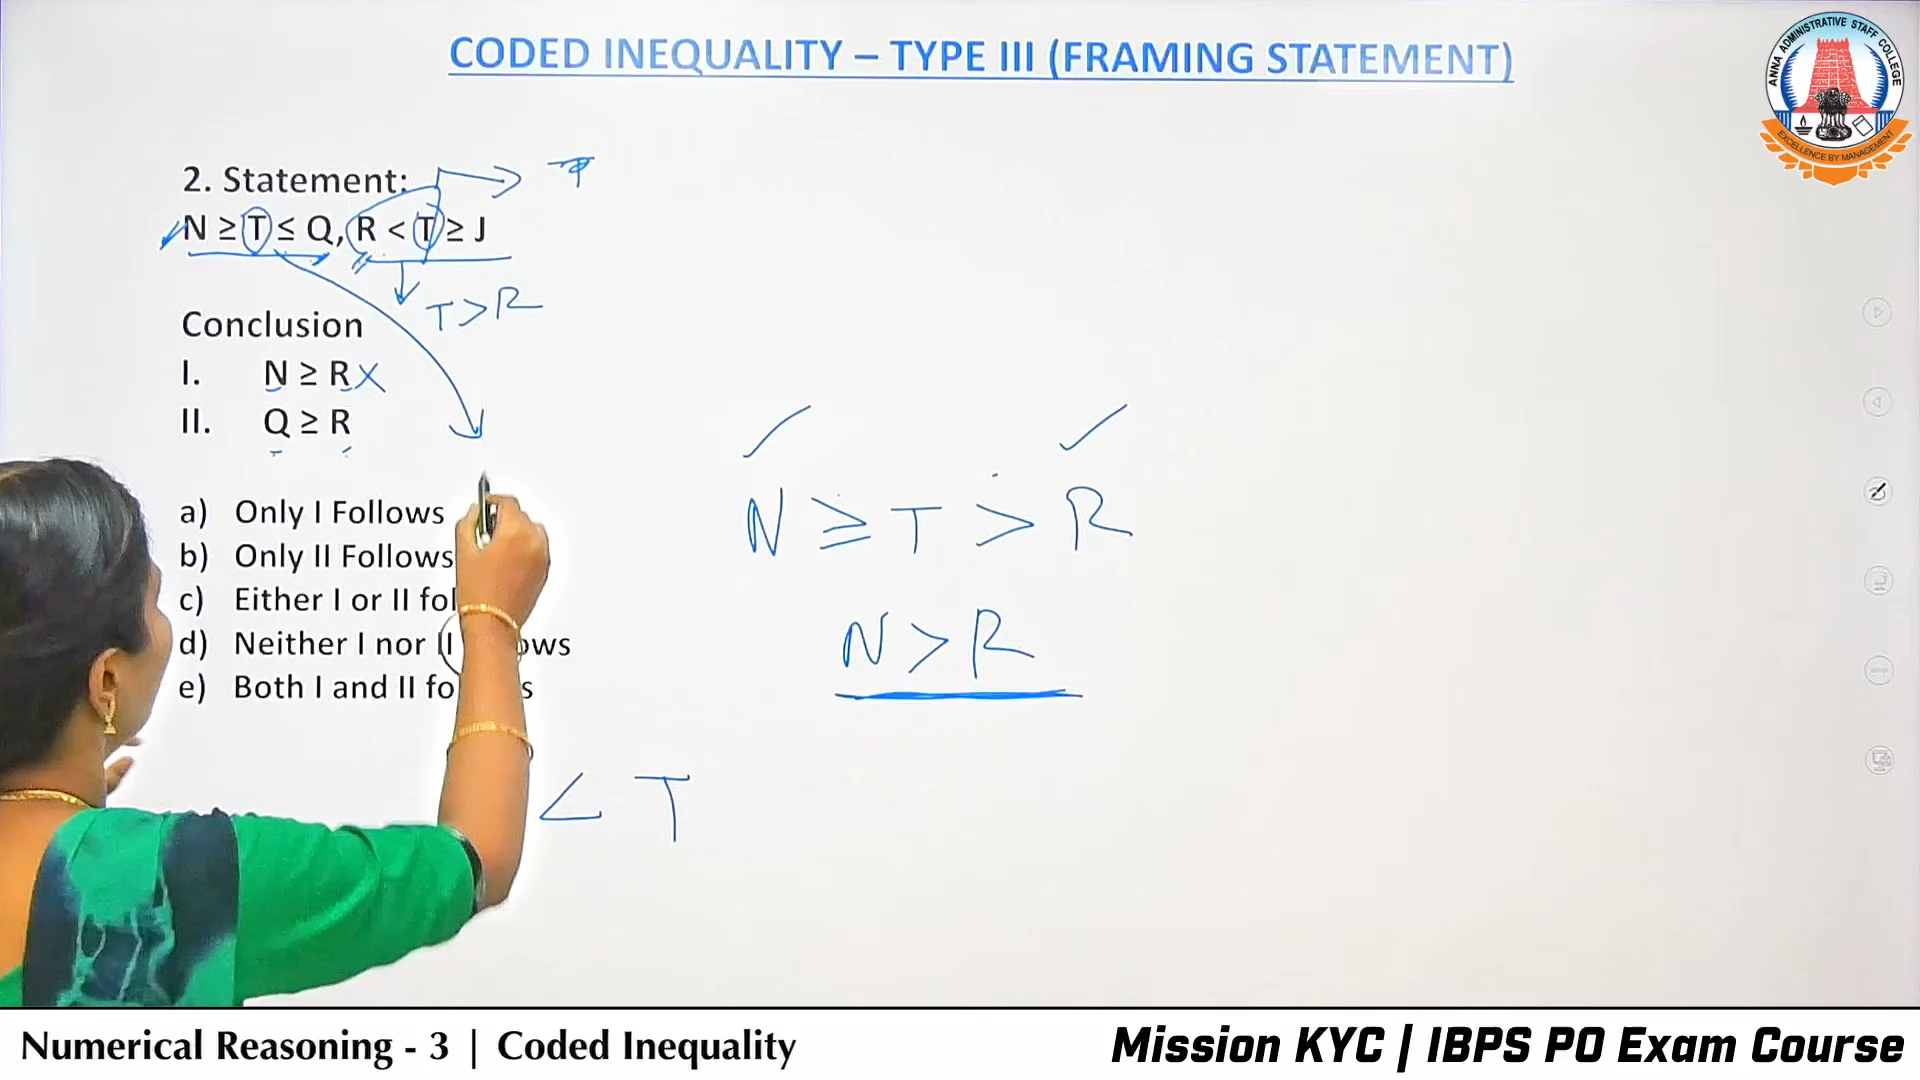 CODED INEQUALITY – TYPE III (FRAMING STATEMENT)
ANNA ADMINISTRATIVE STAFF COLLEGE
EXCELLENCE BY MANAGEMENT
2. Statement:
N ≥ T ≤ Q, R < T ≥ J
T > R
Conclusion
I. N ≥ R X
II. Q ≥ R
a) Only I Follows
b) Only II Follows
c) Either I or II fol
d) Neither I nor II ows
e) Both I and II fo s
N ≥ T > R
N > R
< T
Numerical Reasoning - 3 | Coded Inequality
Mission KYC | IBPS PO Exam Course